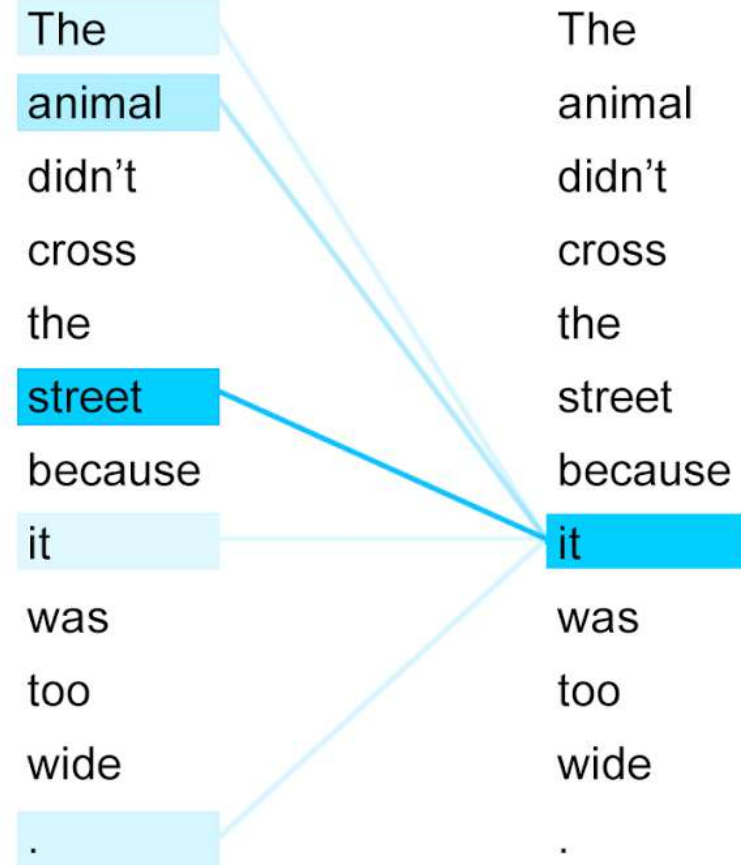 The
animal
didn’t
cross
the
street
because
it
was
too
wide
.
The
animal
didn’t
cross
the
street
because
it
was
too
wide
.